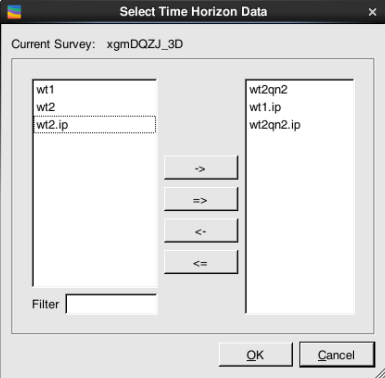 Select Time Horizon Data
Current Survey: xgmDQZJ_3D
wt1
wt2
wt2.ip
->
=>
<-
<=
wt2qn2
wt1.ip
wt2qn2.ip
Filter
OK
Cancel